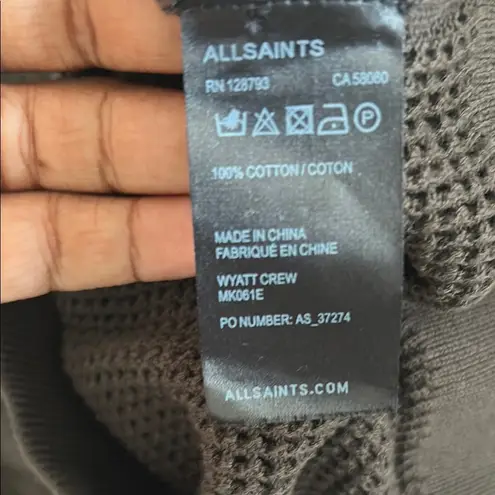 ALLSAINTS
RN 128793 CA 58060
P
100% COTTON / COTON
MADE IN CHINA
FABRIQUÉ EN CHINE
WYATT CREW
MK061E
PO NUMBER: AS_37274
ALLSAINTS.COM